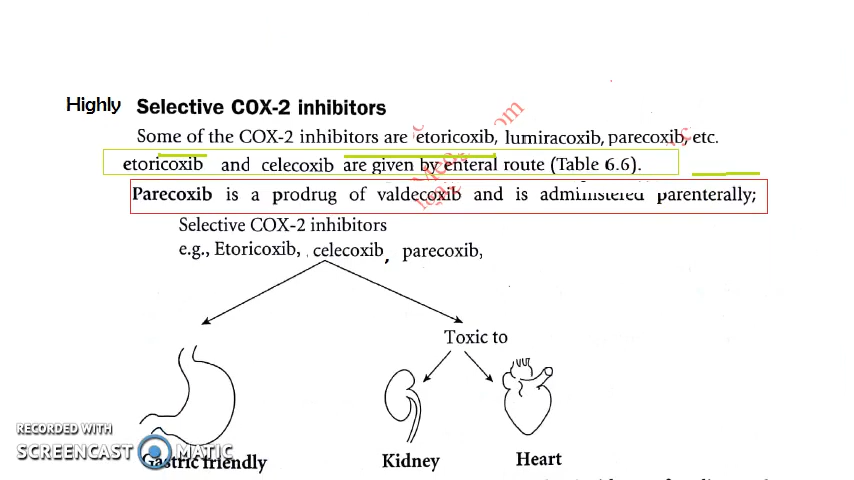 Highly Selective COX-2 inhibitors
Some of the COX-2 inhibitors are etoricoxib, lumiracoxib, parecoxib, etc.
etoricoxib and celecoxib are given by enteral route (Table 6.6).
Parecoxib is a prodrug of valdecoxib and is administered parenterally;
Selective COX-2 inhibitors
e.g., Etoricoxib, celecoxib, parecoxib,
Toxic to
RECORDED WITH
SCREENCAST MATIC
Gastric friendly
Kidney
Heart